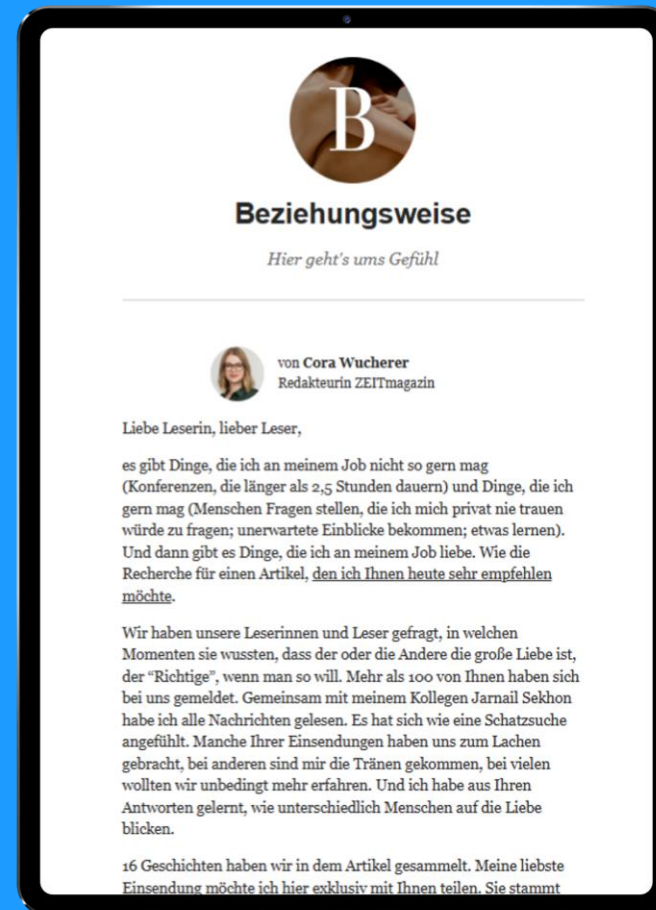 B
Beziehungsweise
Hier geht's ums Gefühl
von Cora Wucherer
Redakteurin ZEITmagazin
Liebe Leserin, lieber Leser,
es gibt Dinge, die ich an meinem Job nicht so gern mag
(Konferenzen, die länger als 2,5 Stunden dauern) und Dinge, die ich
gern mag (Menschen Fragen stellen, die ich mich privat nie trauen
würde zu fragen; unerwartete Einblicke bekommen; etwas lernen).
Und dann gibt es Dinge, die ich an meinem Job liebe. Wie die
Recherche für einen Artikel, den ich Ihnen heute sehr empfehlen
möchte.
Wir haben unsere Leserinnen und Leser gefragt, in welchen
Momenten sie wussten, dass der oder die Andere die große Liebe ist,
der “Richtige”, wenn man so will. Mehr als 100 von Ihnen haben sich
bei uns gemeldet. Gemeinsam mit meinem Kollegen Jarnail Sekhon
habe ich alle Nachrichten gelesen. Es hat sich wie eine Schatzsuche
angefühlt. Manche Ihrer Einsendungen haben uns zum Lachen
gebracht, bei anderen sind mir die Tränen gekommen, bei vielen
wollten wir unbedingt mehr erfahren. Und ich habe aus Ihren
Antworten gelernt, wie unterschiedlich Menschen auf die Liebe
blicken.
16 Geschichten haben wir in dem Artikel gesammelt. Meine liebste
Einsendung möchte ich hier exklusiv mit Ihnen teilen. Sie stammt